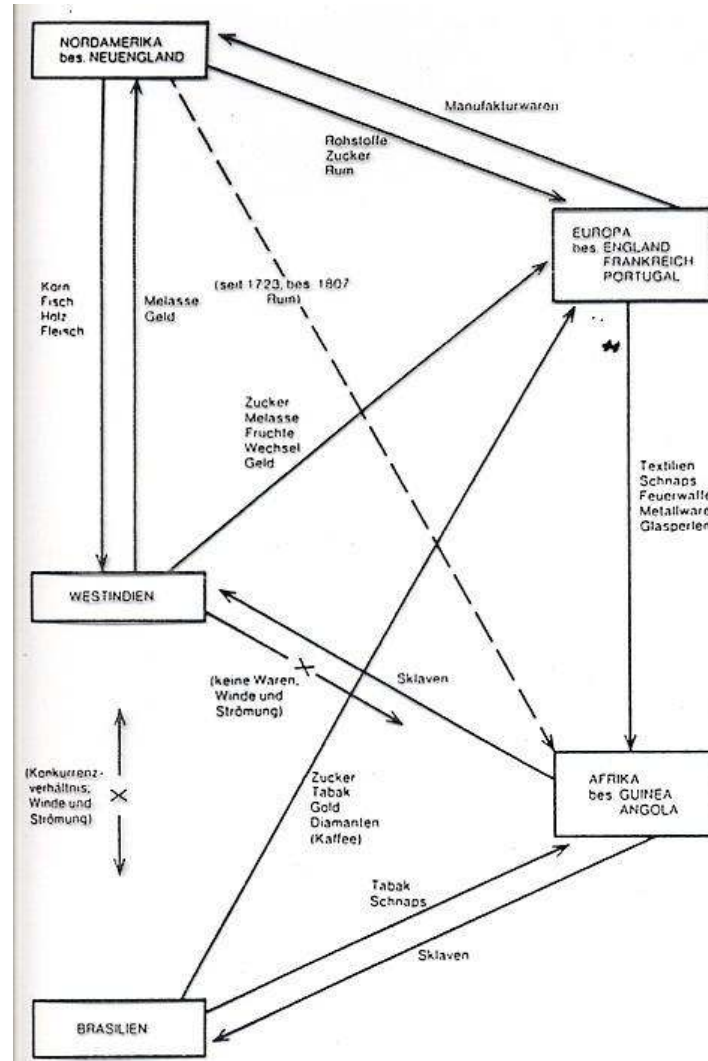 NORDAMERIKA
bes. NEUENGLAND
Manufakturwaren
Rohstoffe
Zucker
Rum
EUROPA
bes. ENGLAND
FRANKREICH
PORTUGAL
Korn
Fisch
Holz
Fleisch
Melasse
Geld
(seit 1723, bes. 1807
Rum)
Zucker
Melasse
Fruchte
Wechsel
Geld
Textilien
Schnaps
Feuerwaffe
Metallware
Glasperlen
WESTINDIEN
(keine Waren,
Winde und
Strömung)
Sklaven
(Konkurrenz-
verhältnis,
Winde und
Strömung)
Zucker
Tabak
Gold
Diamanten
(Kaffee)
AFRIKA
bes. GUINEA
ANGOLA
Tabak
Schnaps
Sklaven
BRASILIEN